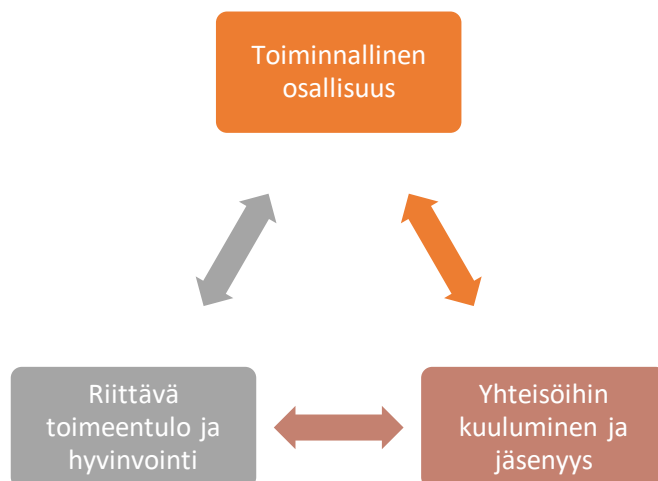 Toiminnallinen
osallisuus
Riittävä
toimeentulo ja
hyvinvointi
Yhteisöihin
kuuluminen ja
jäsenyys